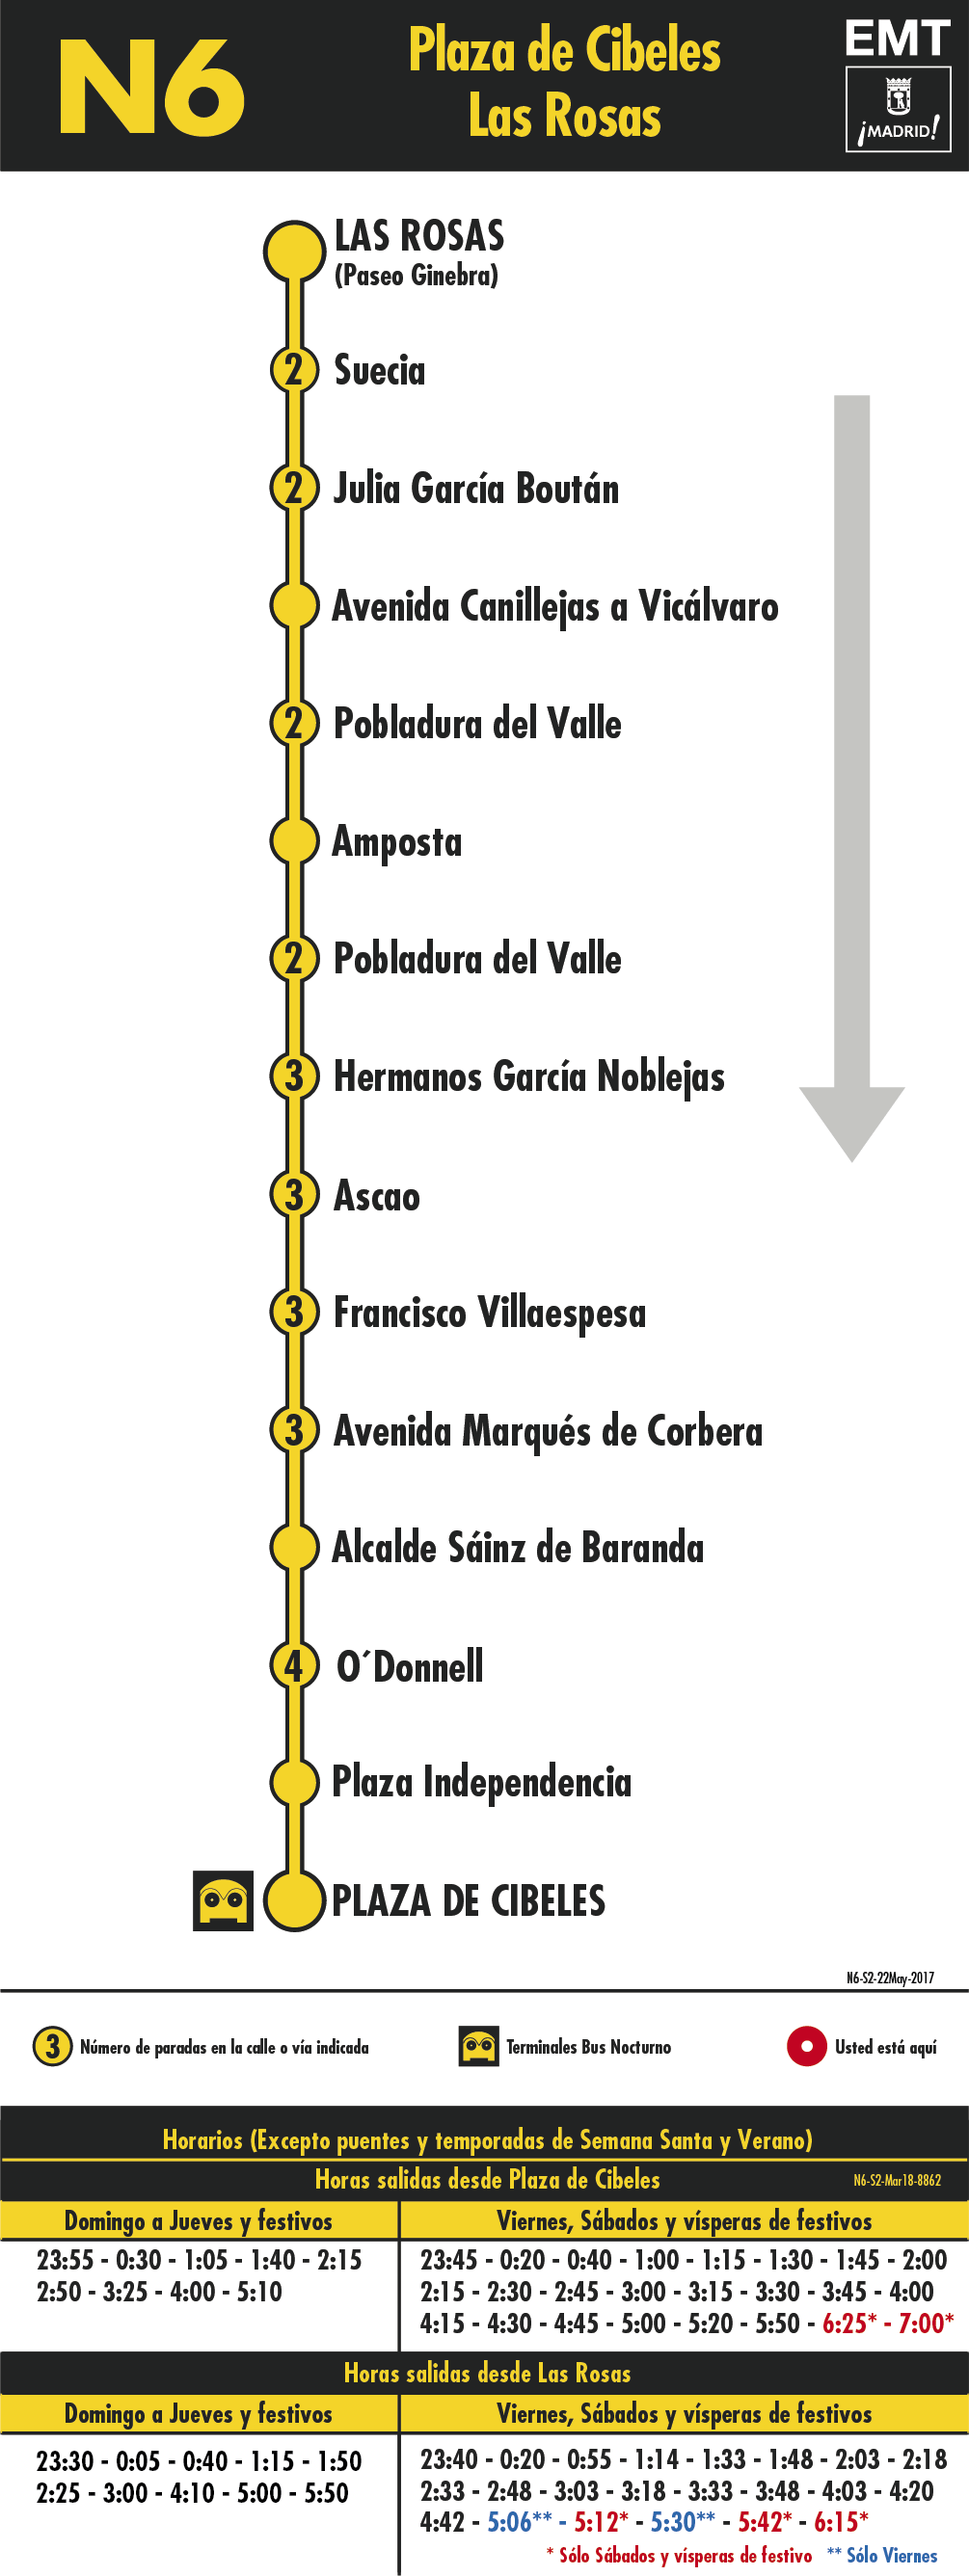 N6
Plaza de Cibeles
Las Rosas
EMT
¡MADRID!
LAS ROSAS
(Paseo Ginebra)
2 Suecia
2 Julia García Boután
Avenida Canillejas a Vicálvaro
2 Pobladura del Valle
Amposta
2 Pobladura del Valle
3 Hermanos García Noblejas
3 Ascao
3 Francisco Villaespesa
3 Avenida Marqués de Corbera
Alcalde Sáinz de Baranda
4 O´Donnell
Plaza Independencia
PLAZA DE CIBELES
N6-S2-22May-2017
3 Número de paradas en la calle o vía indicada
Terminales Bus Nocturno
Usted está aquí
Horarios (Excepto puentes y temporadas de Semana Santa y Verano)
Horas salidas desde Plaza de Cibeles
N6-S2-Mar18-8862
Domingo a Jueves y festivos
23:55 - 0:30 - 1:05 - 1:40 - 2:15
2:50 - 3:25 - 4:00 - 5:10
Viernes, Sábados y vísperas de festivos
23:45 - 0:20 - 0:40 - 1:00 - 1:15 - 1:30 - 1:45 - 2:00
2:15 - 2:30 - 2:45 - 3:00 - 3:15 - 3:30 - 3:45 - 4:00
4:15 - 4:30 - 4:45 - 5:00 - 5:20 - 5:50 - 6:25* - 7:00*
Horas salidas desde Las Rosas
Domingo a Jueves y festivos
23:30 - 0:05 - 0:40 - 1:15 - 1:50
2:25 - 3:00 - 4:10 - 5:00 - 5:50
Viernes, Sábados y vísperas de festivos
23:40 - 0:20 - 0:55 - 1:14 - 1:33 - 1:48 - 2:03 - 2:18
2:33 - 2:48 - 3:03 - 3:18 - 3:33 - 3:48 - 4:03 - 4:20
4:42 - 5:06** - 5:12* - 5:30** - 5:42* - 6:15*
* Sólo Sábados y vísperas de festivo ** Sólo Viernes